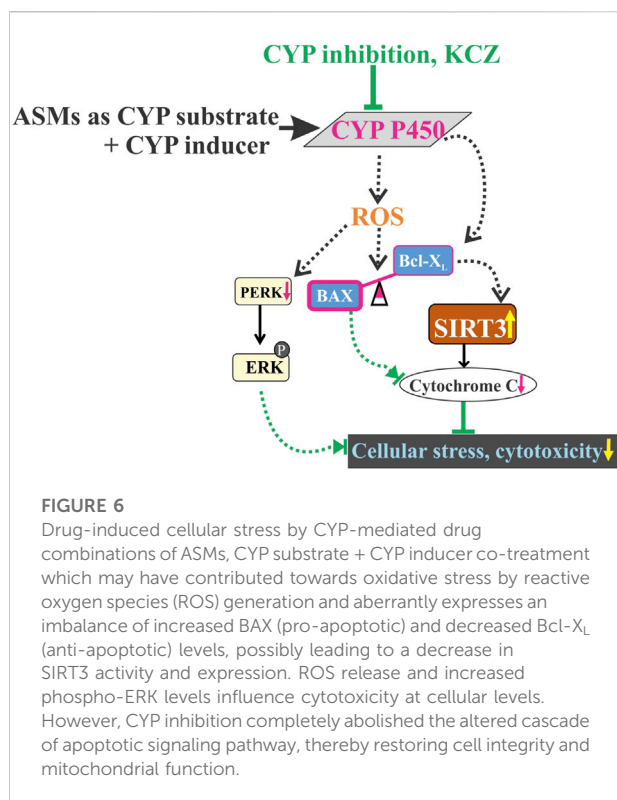 CYP inhibition, KCZ
ASMs as CYP substrate
+ CYP inducer
CYP P450
ROS
Bcl-XL
PERK
BAX
SIRT3
P
ERK
Cytochrome C
Cellular stress, cytotoxicity
FIGURE 6
Drug-induced cellular stress by CYP-mediated drug
combinations of ASMs, CYP substrate + CYP inducer co-treatment
which may have contributed towards oxidative stress by reactive
oxygen species (ROS) generation and aberrantly expresses an
imbalance of increased BAX (pro-apoptotic) and decreased Bcl-XL
(anti-apoptotic) levels, possibly leading to a decrease in
SIRT3 activity and expression. ROS release and increased
phospho-ERK levels influence cytotoxicity at cellular levels.
However, CYP inhibition completely abolished the altered cascade
of apoptotic signaling pathway, thereby restoring cell integrity and
mitochondrial function.